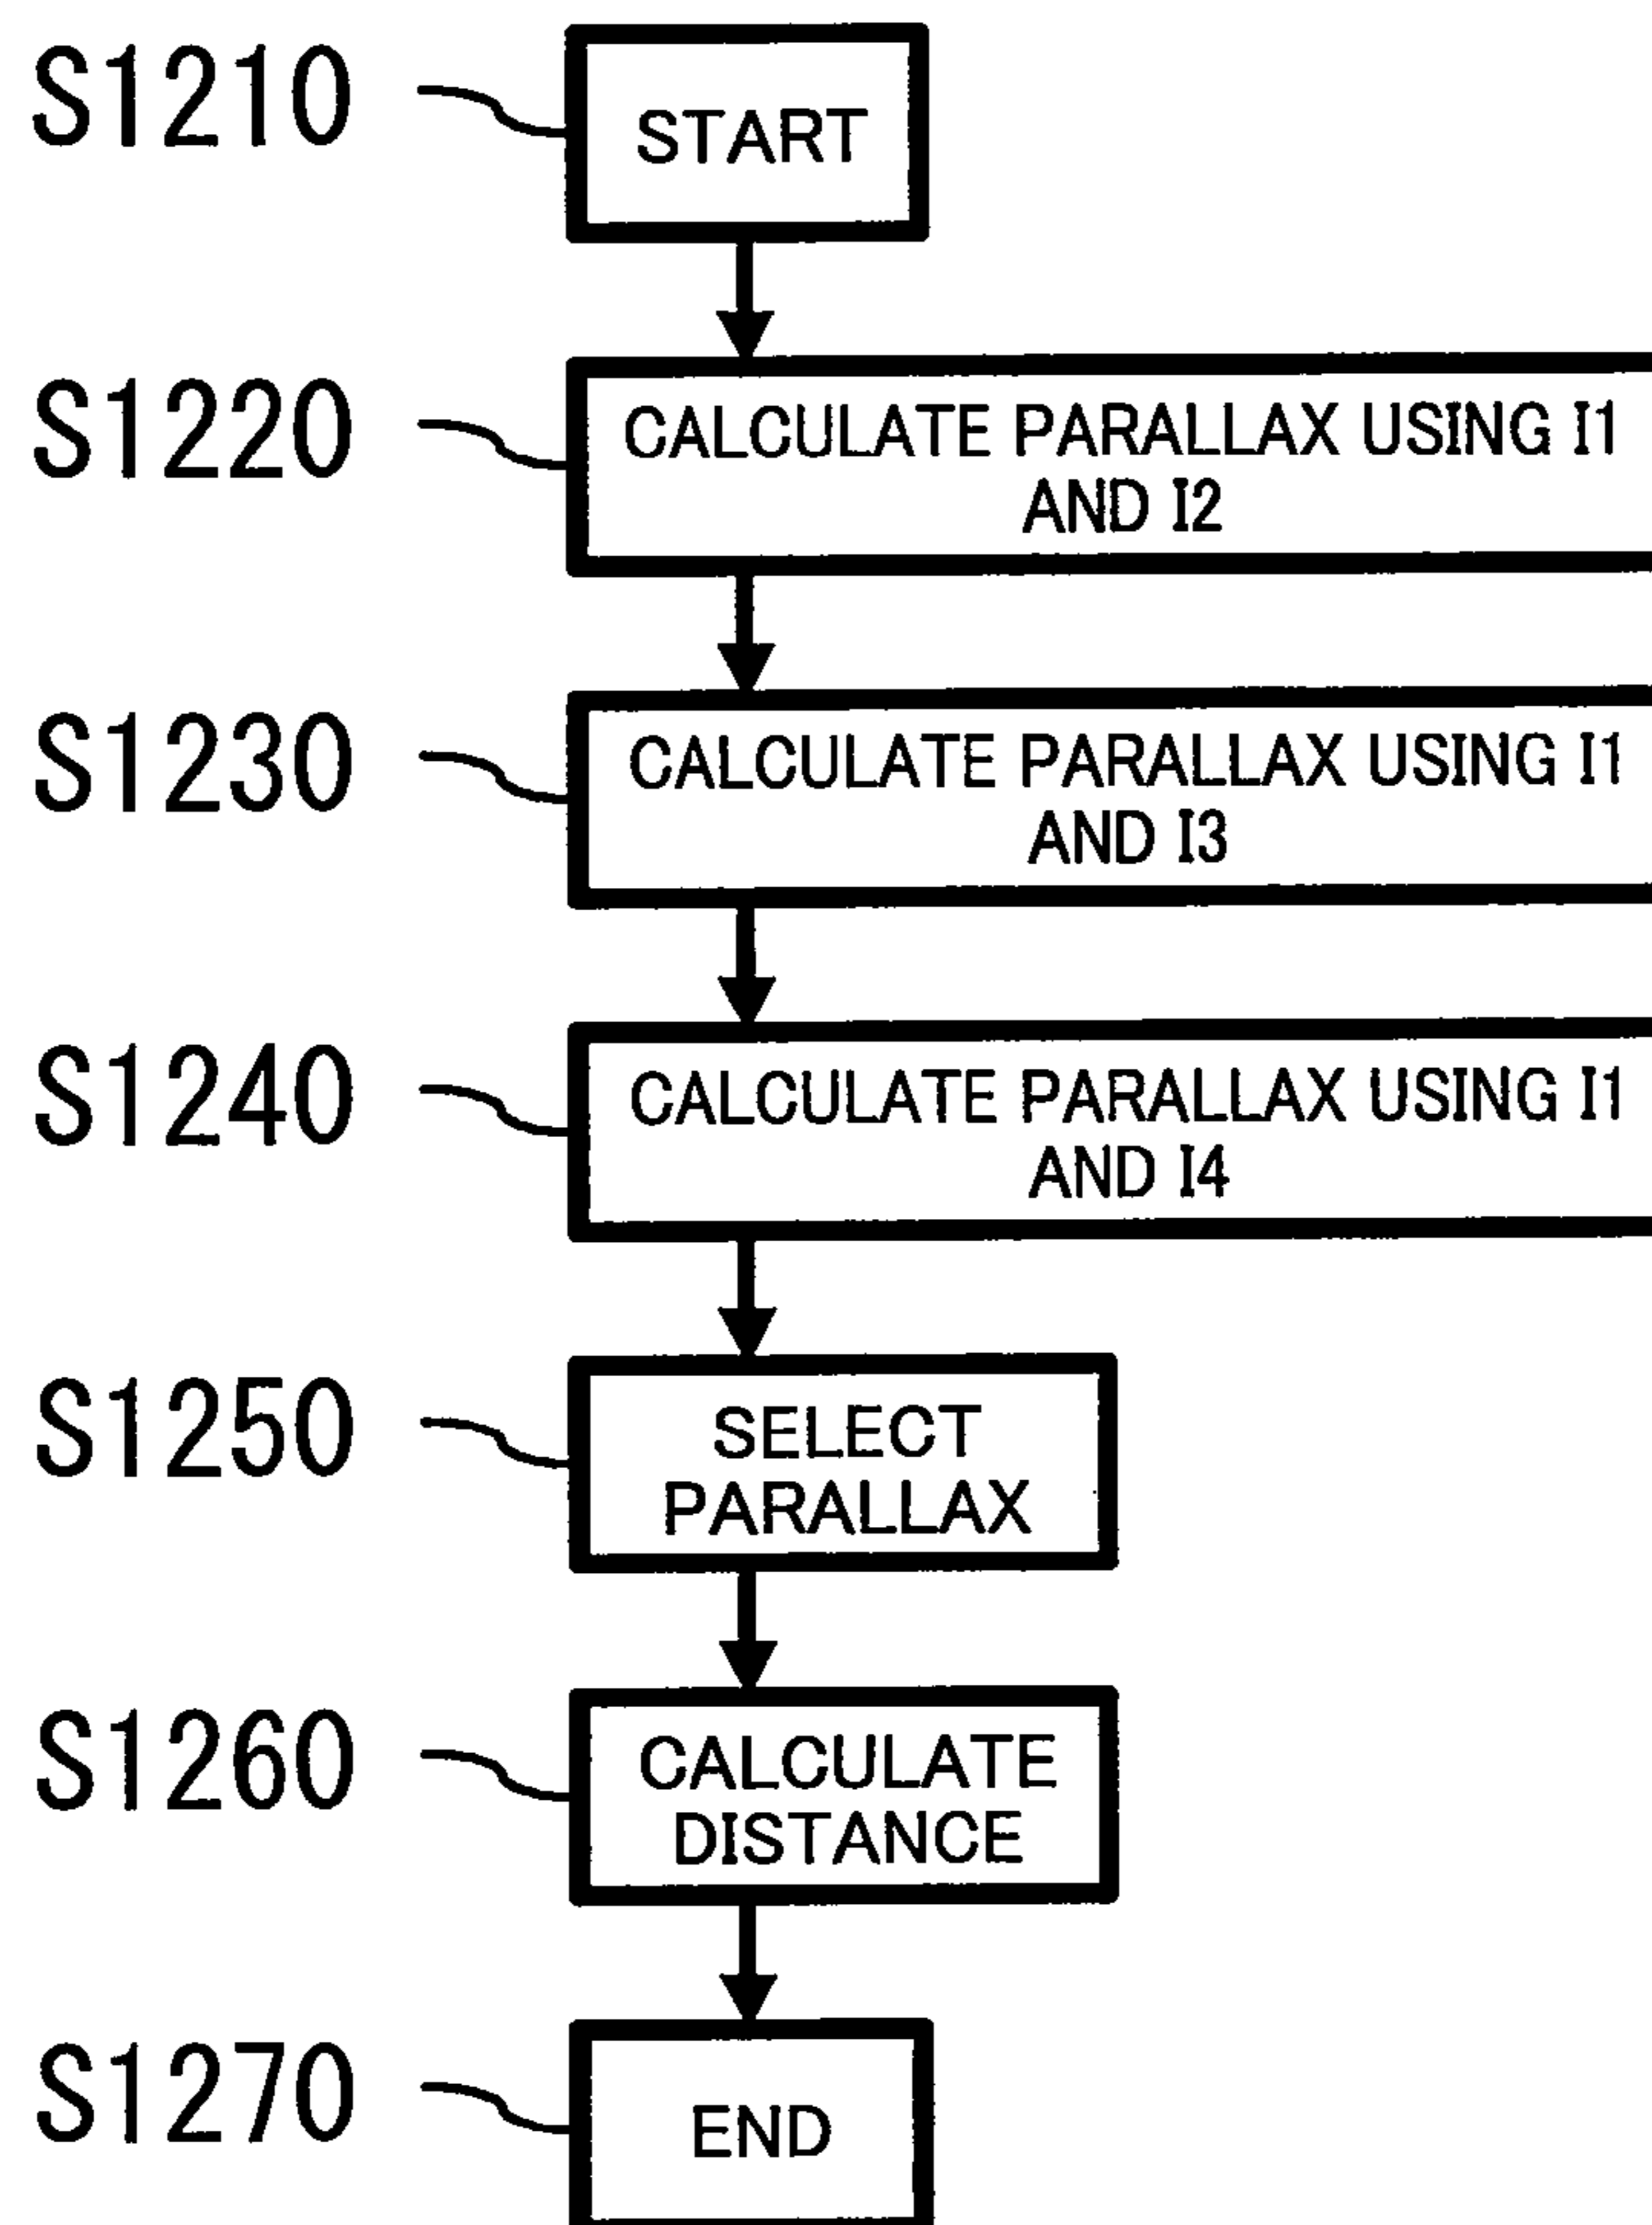 S1210
START
S1220
CALCULATE PARALLAX USING I1
AND I2
S1230
CALCULATE PARALLAX USING I1
AND I3
S1240
CALCULATE PARALLAX USING I1
AND I4
S1250
SELECT
PARALLAX
S1260
CALCULATE
DISTANCE
S1270
END